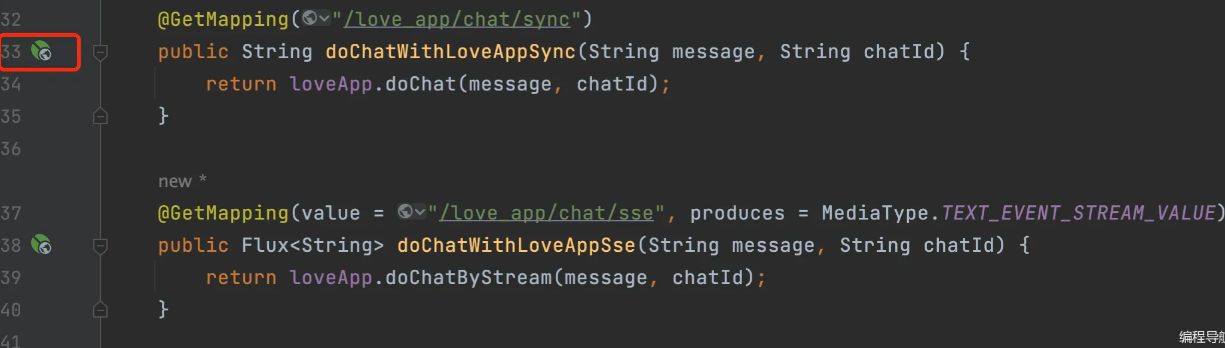 32 @GetMapping("/love_app/chat/sync")
33 public String doChatWithLoveAppSync(String message, String chatId) {
34 return loveApp.doChat(message, chatId);
35 }
36
new *
37 @GetMapping(value = "/love_app/chat/sse", produces = MediaType.TEXT_EVENT_STREAM_VALUE)
38 public Flux<String> doChatWithLoveAppSse(String message, String chatId) {
39 return loveApp.doChatByStream(message, chatId);
40 }
41
编程导航